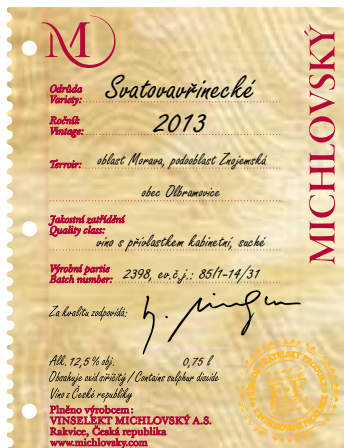 M
MICHLOVSKÝ
Odrůda
Variety: Svatovavřinecké
Ročník
Vintage: 2013
Terroir: oblast Morava, podoblast Znojemská
obec Olbramovice
Jakostní zatřídění
Quality class:
víno s přívlastkem kabinetní, suché
Výrobní partie
Batch number: 2398, ev.č.j.: 85/1-14/31
Za kvalitu zodpovídá:
Alk. 12,5 % obj. 0,75 l
Obsahuje oxid siřičitý / Contains sulphur dioxide
Víno z České republiky
Plněno výrobcem:
VINSELEKT MICHLOVSKÝ A.S.
Rakvice, Česká republika
www.michlovsky.com